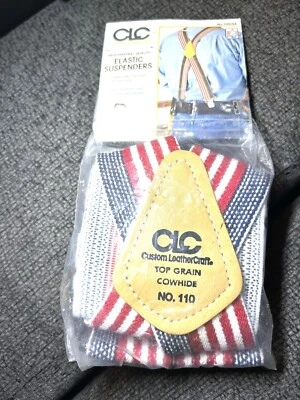 CLC
ELASTIC
SUSPENDERS
CLC
Custom LeatherCraft
TOP GRAIN
COWHIDE
NO. 110